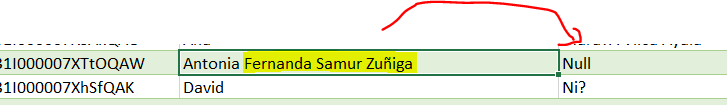 31I000007XTtOQAW Antonia Fernanda Samur Zuñiga Null
31I000007XhSfQAK David Ni?